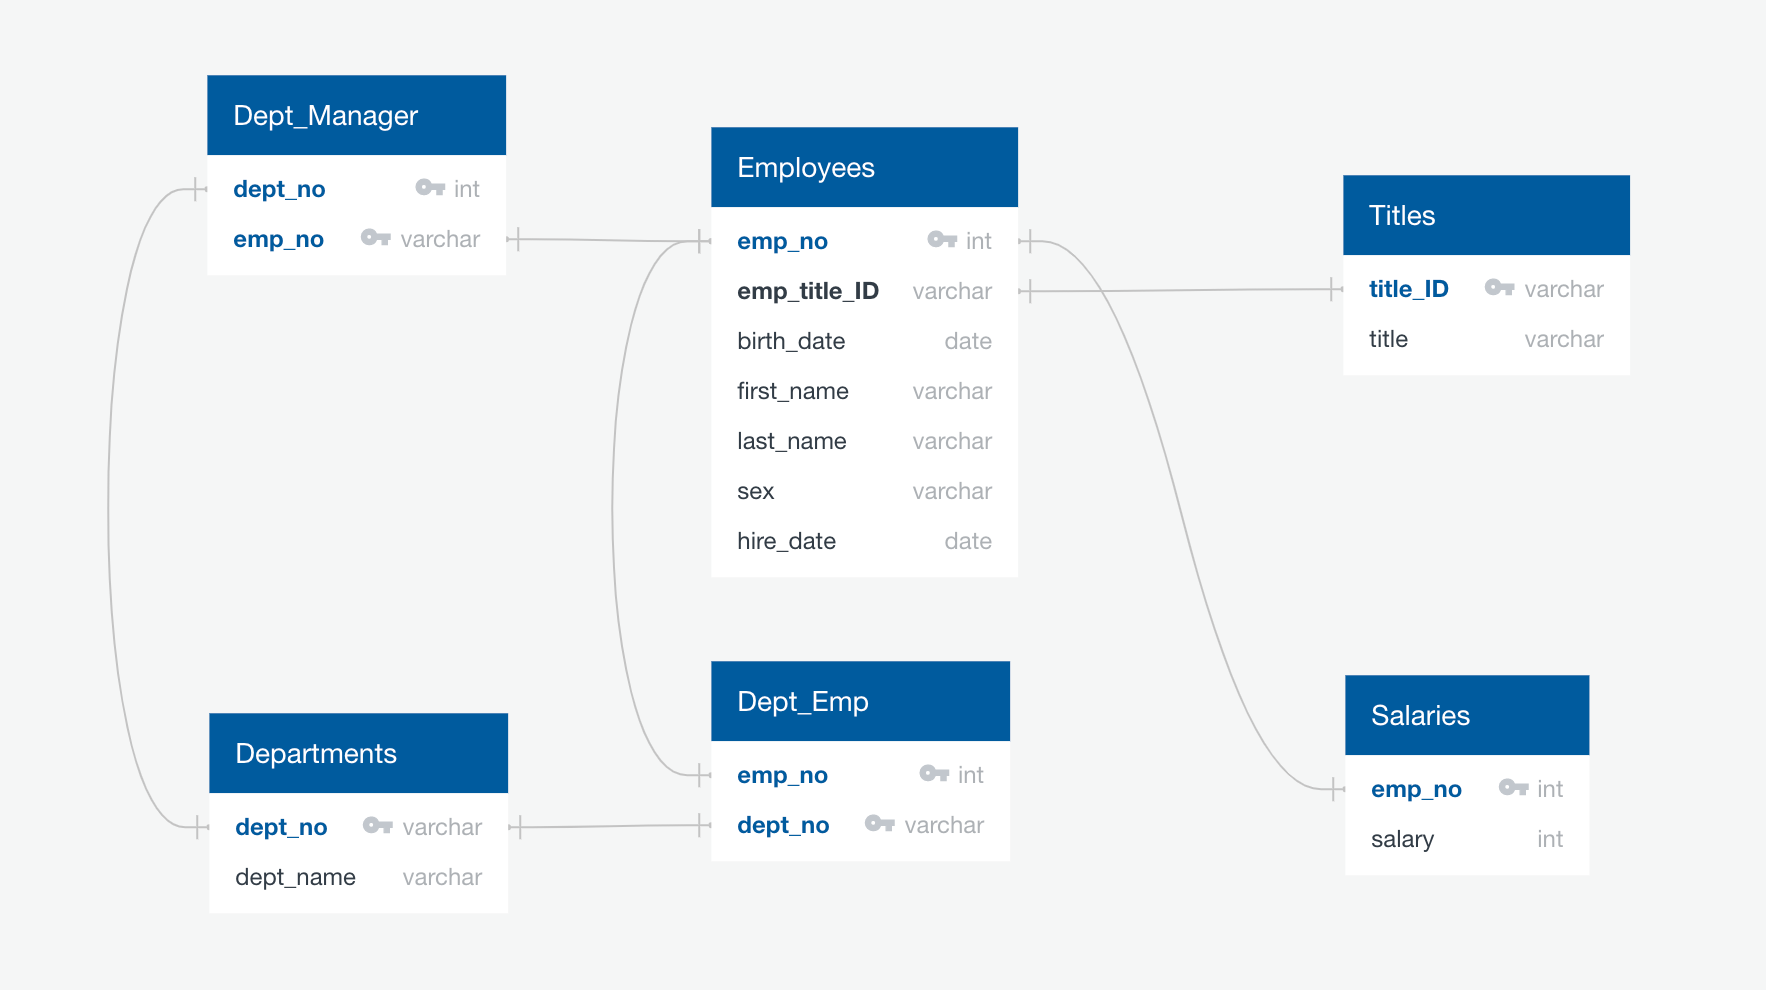 Dept_Manager
dept_no int
emp_no varchar
Employees
emp_no int
emp_title_ID varchar
birth_date date
first_name varchar
last_name varchar
sex varchar
hire_date date
Titles
title_ID varchar
title varchar
Departments
dept_no varchar
dept_name varchar
Dept_Emp
emp_no int
dept_no varchar
Salaries
emp_no int
salary int